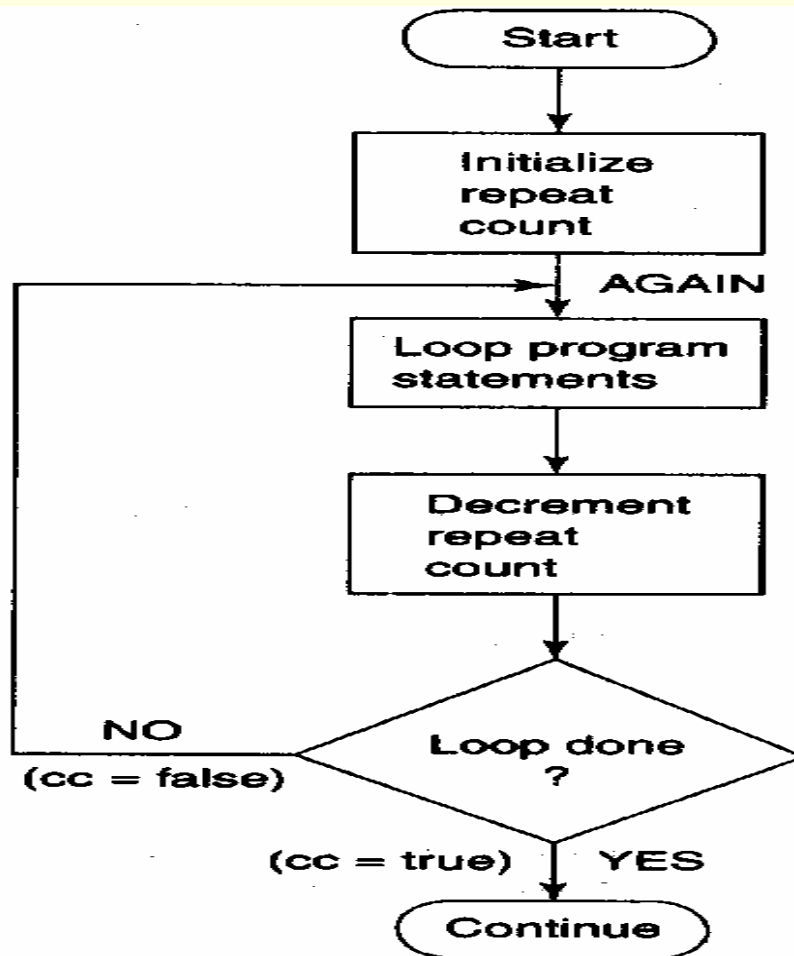 Start
Initialize
repeat
count
AGAIN
Loop program
statements
Decrement
repeat
count
NO
Loop done
(cc = false)
?
(cc = true) YES
Continue